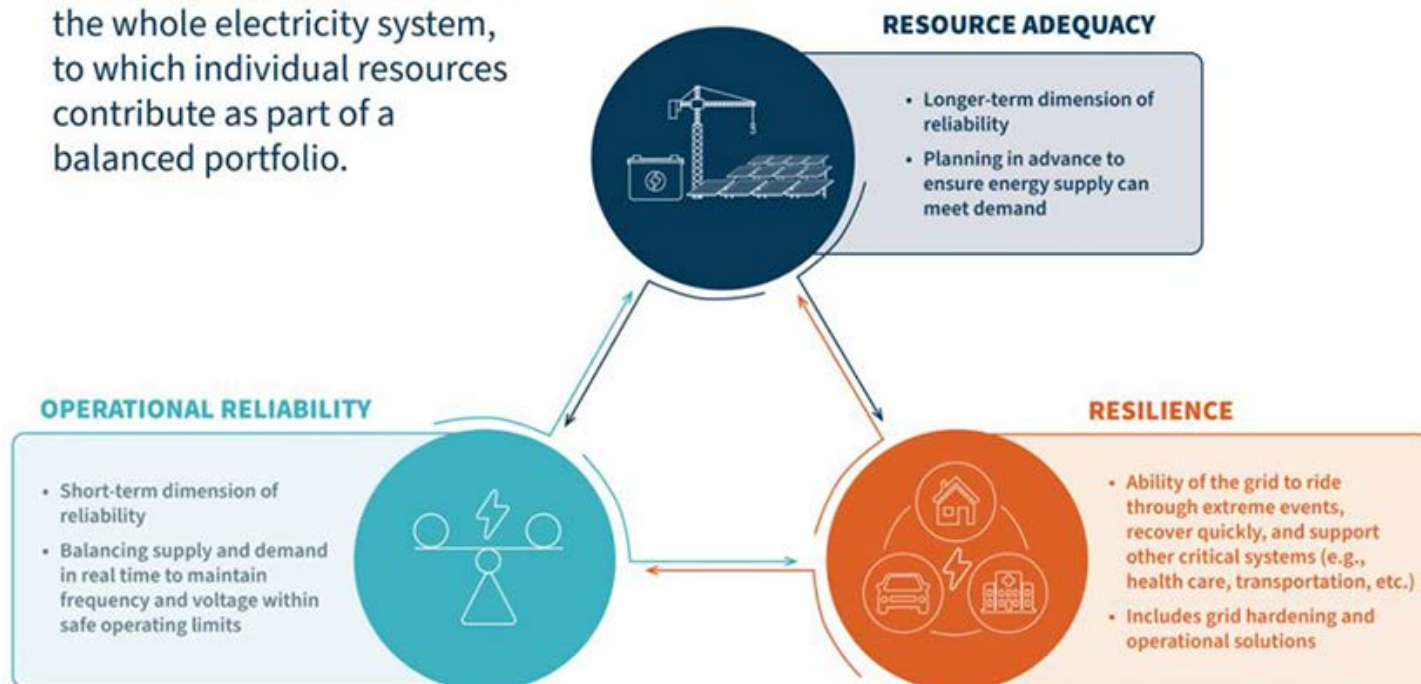 the whole electricity system,
to which individual resources
contribute as part of a
balanced portfolio.
RESOURCE ADEQUACY
• Longer-term dimension of
reliability
• Planning in advance to
ensure energy supply can
meet demand
OPERATIONAL RELIABILITY
• Short-term dimension of
reliability
• Balancing supply and demand
in real time to maintain
frequency and voltage within
safe operating limits
RESILIENCE
• Ability of the grid to ride
through extreme events,
recover quickly, and support
other critical systems (e.g.,
health care, transportation, etc.)
• Includes grid hardening and
operational solutions